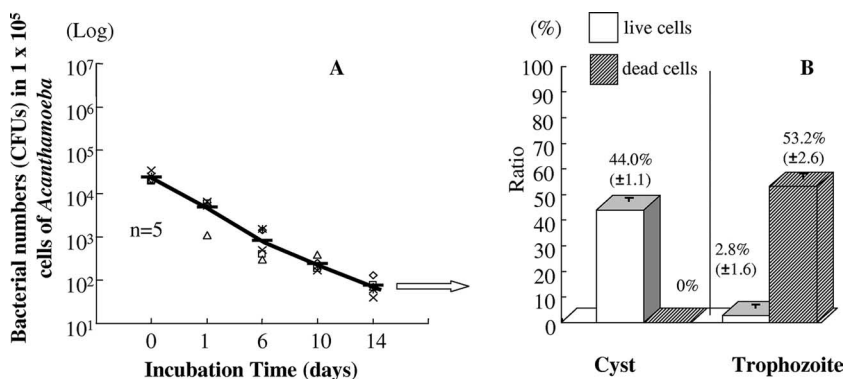 (Log)
A
Bacterial numbers (CFUs) in 1 x 10⁵
cells of Acanthamoeba
10⁷
10⁶
10⁵
10⁴
10³
10²
10¹
n=5
0 1 6 10 14
Incubation Time (days)
(%)
live cells
dead cells
B
Ratio
100
90
80
70
60
50
40
30
20
10
0
44.0%
(±1.1)
0%
2.8%
(±1.6)
53.2%
(±2.6)
Cyst Trophozoite